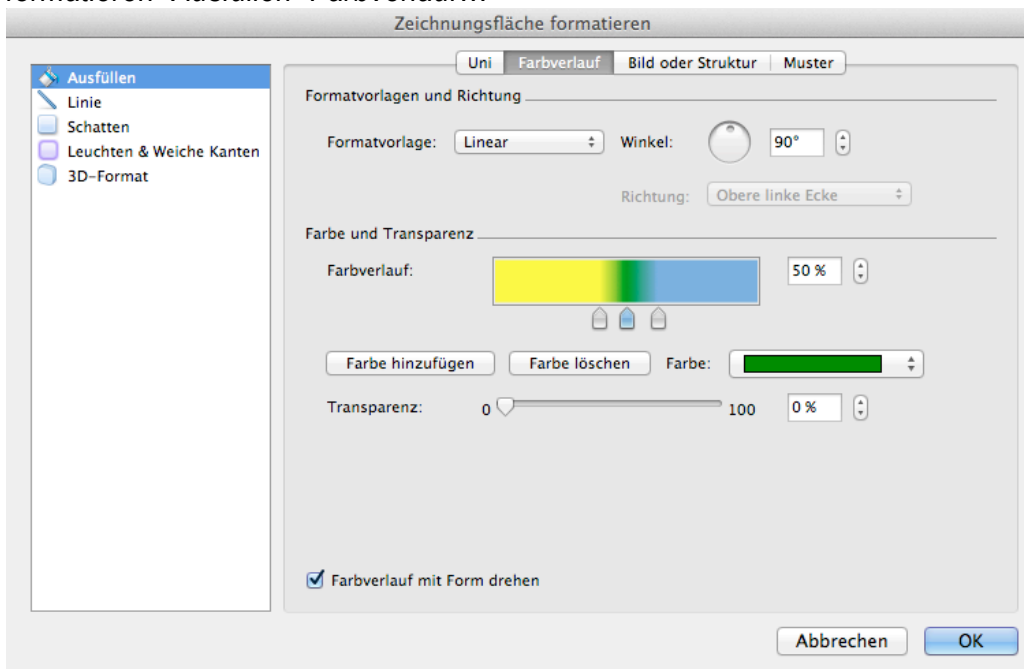 Zeichnungsfläche formatieren
Uni Farbverlauf Bild oder Struktur Muster
Ausfüllen
Linie
Schatten
Leuchten & Weiche Kanten
3D-Format
Formatvorlagen und Richtung
Formatvorlage: Linear Winkel: 90°
Richtung: Obere linke Ecke
Farbe und Transparenz
Farbverlauf: 50 %
Farbe hinzufügen Farbe löschen Farbe:
Transparenz: 0 100 0 %
Farbverlauf mit Form drehen
Abbrechen OK